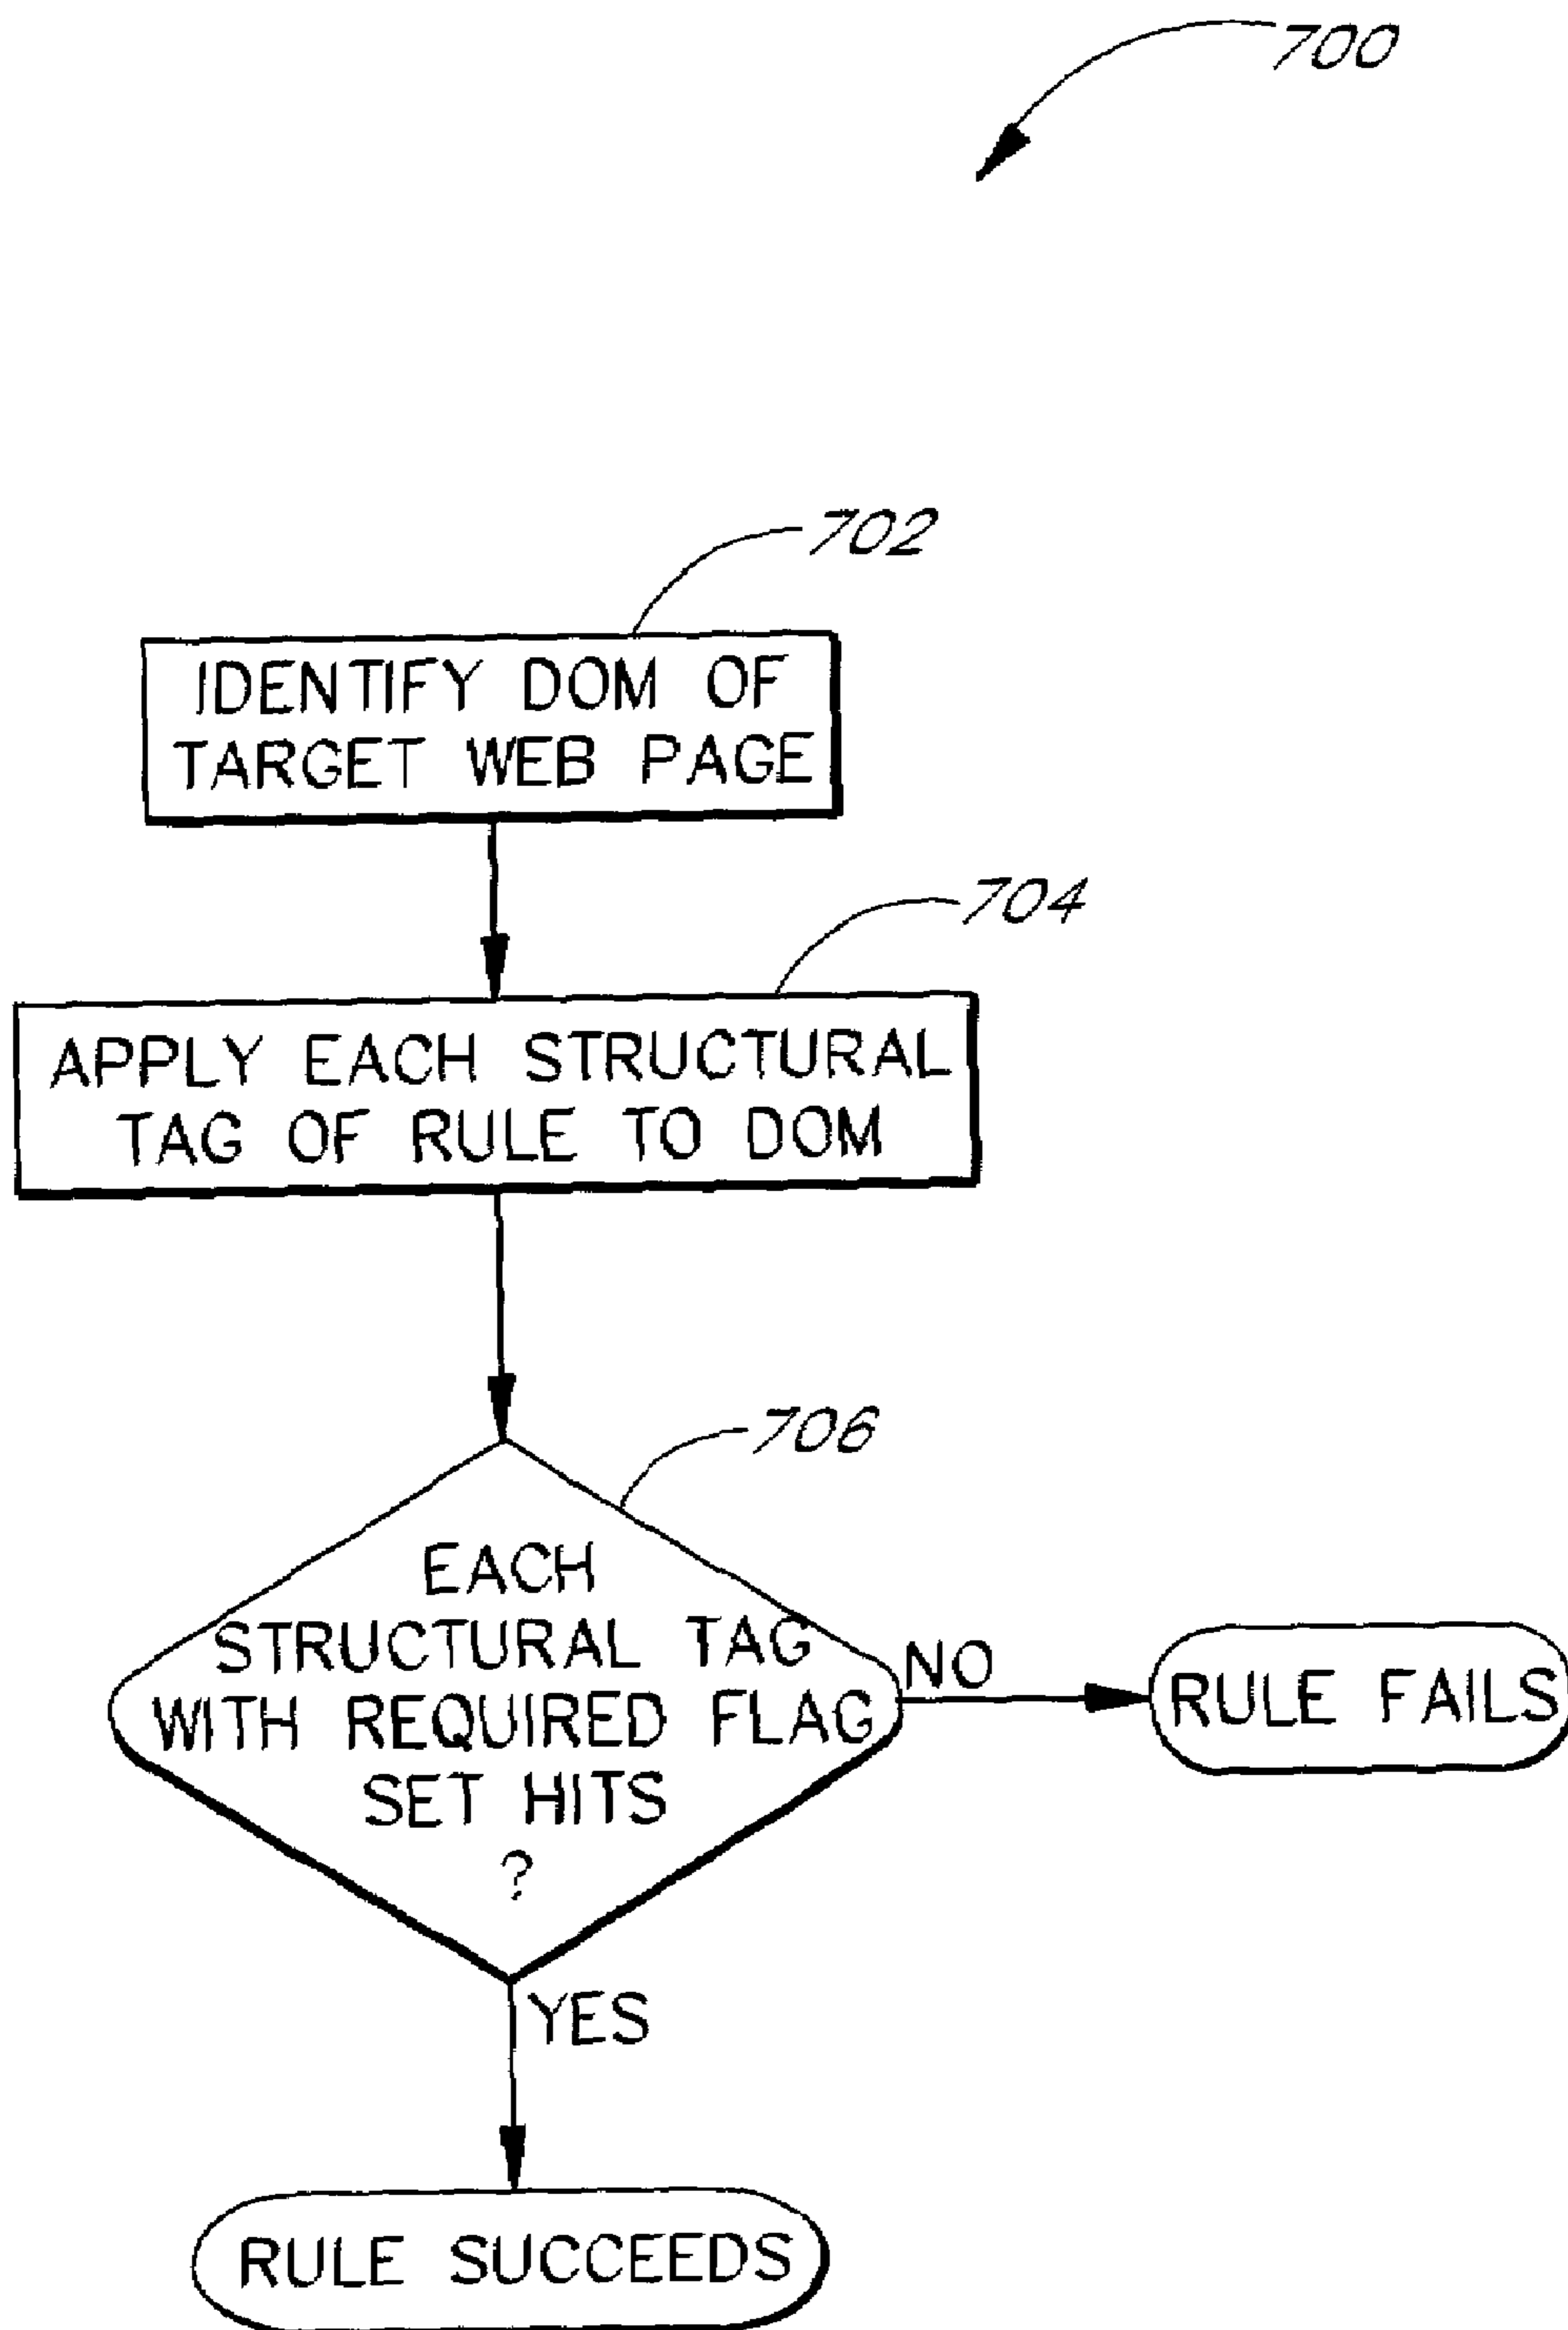 700
702
IDENTIFY DOM OF
TARGET WEB PAGE
704
APPLY EACH STRUCTURAL
TAG OF RULE TO DOM
706
EACH
STRUCTURAL TAG
WITH REQUIRED FLAG
SET HITS
?
NO
RULE FAILS
YES
RULE SUCCEEDS